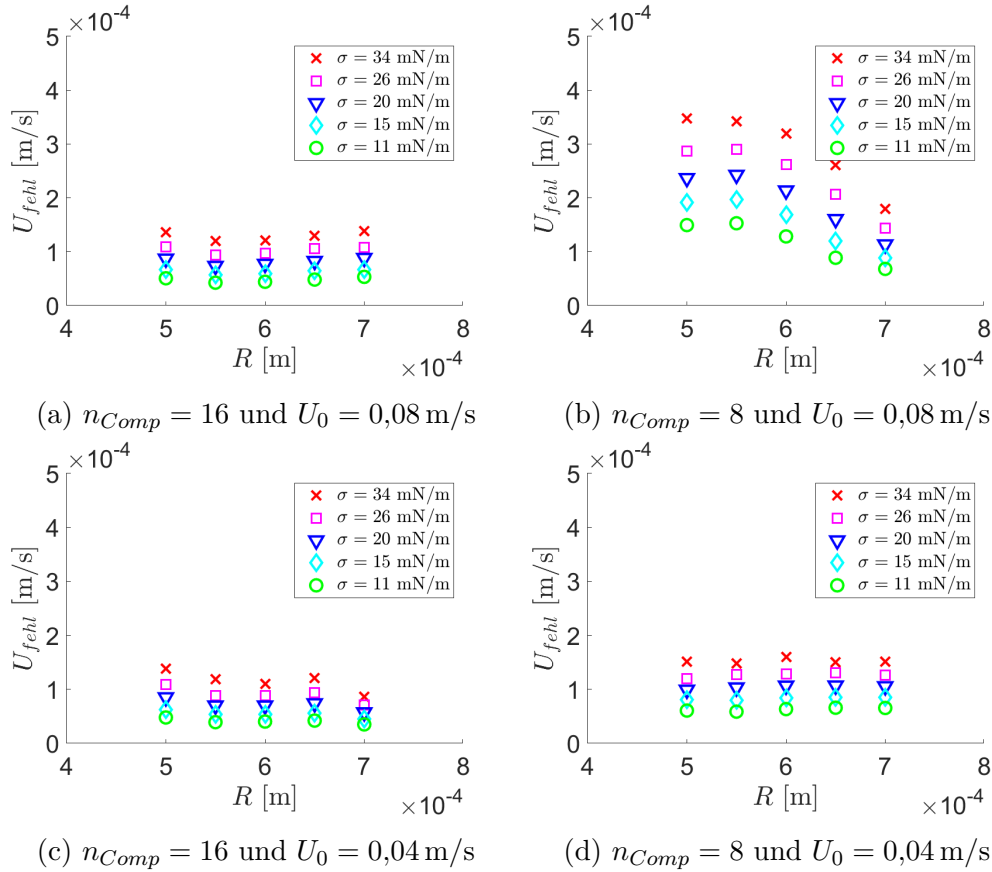 ×10⁻⁴
5
4
3
2
1
0
U_fehl [m/s]
σ = 34 mN/m
σ = 26 mN/m
σ = 20 mN/m
σ = 15 mN/m
σ = 11 mN/m
4 5 6 7 8
R [m]
×10⁻⁴
(a) n_Comp = 16 und U₀ = 0,08 m/s
×10⁻⁴
5
4
3
2
1
0
U_fehl [m/s]
σ = 34 mN/m
σ = 26 mN/m
σ = 20 mN/m
σ = 15 mN/m
σ = 11 mN/m
4 5 6 7 8
R [m]
×10⁻⁴
(b) n_Comp = 8 und U₀ = 0,08 m/s
×10⁻⁴
5
4
3
2
1
0
U_fehl [m/s]
σ = 34 mN/m
σ = 26 mN/m
σ = 20 mN/m
σ = 15 mN/m
σ = 11 mN/m
4 5 6 7 8
R [m]
×10⁻⁴
(c) n_Comp = 16 und U₀ = 0,04 m/s
×10⁻⁴
5
4
3
2
1
0
U_fehl [m/s]
σ = 34 mN/m
σ = 26 mN/m
σ = 20 mN/m
σ = 15 mN/m
σ = 11 mN/m
4 5 6 7 8
R [m]
×10⁻⁴
(d) n_Comp = 8 und U₀ = 0,04 m/s